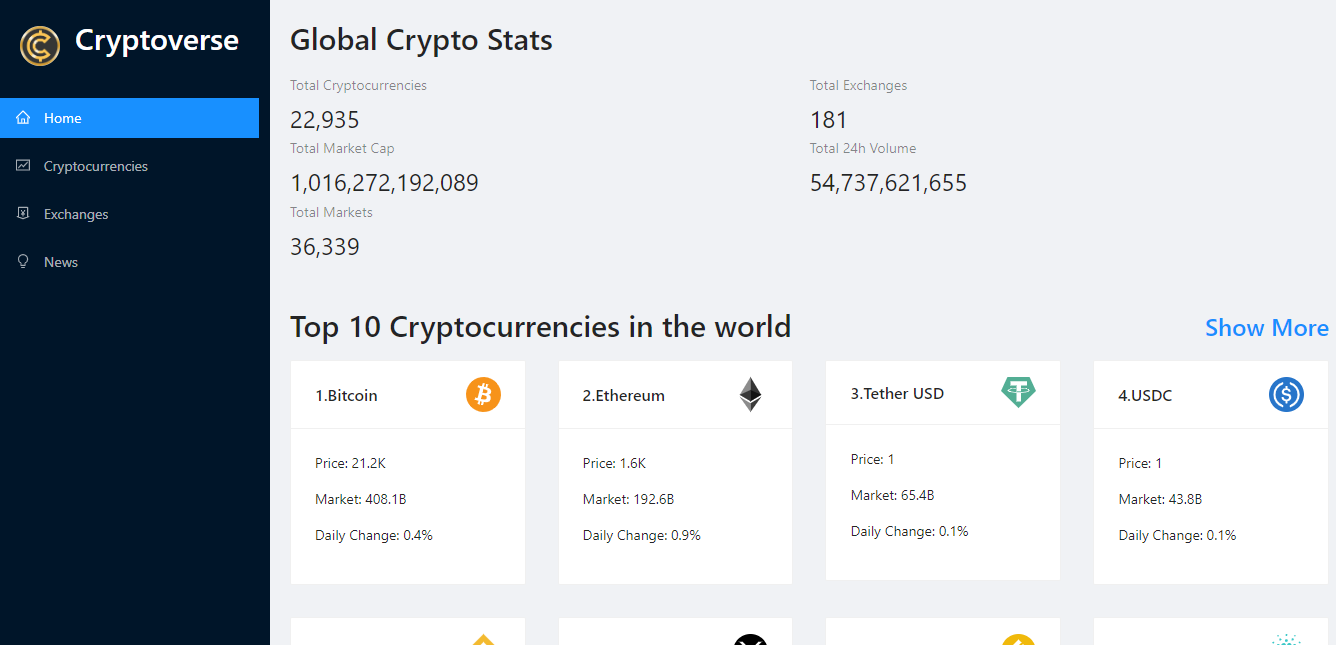 Cryptoverse
Home
Cryptocurrencies
Exchanges
News
Global Crypto Stats
Total Cryptocurrencies
22,935
Total Exchanges
181
Total Market Cap
1,016,272,192,089
Total 24h Volume
54,737,621,655
Total Markets
36,339
Top 10 Cryptocurrencies in the world
Show More
1.Bitcoin
Price: 21.2K
Market: 408.1B
Daily Change: 0.4%
2.Ethereum
Price: 1.6K
Market: 192.6B
Daily Change: 0.9%
3.Tether USD
Price: 1
Market: 65.4B
Daily Change: 0.1%
4.USDC
Price: 1
Market: 43.8B
Daily Change: 0.1%